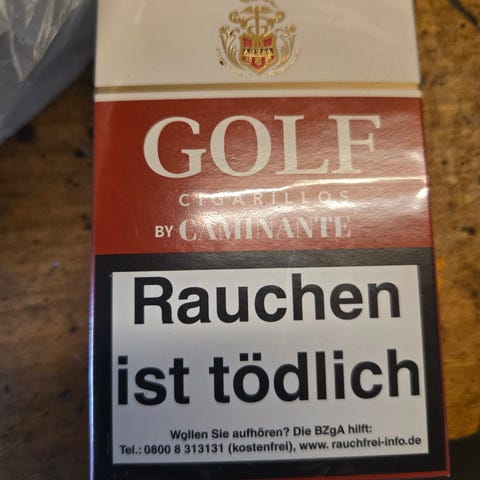 GOLF
CIGARILLOS
BY CAMINANTE
Rauchen
ist tödlich
Wollen Sie aufhören? Die BZgA hilft:
Tel.: 0800 8 313131 (kostenfrei), www. rauchfrei-info.de